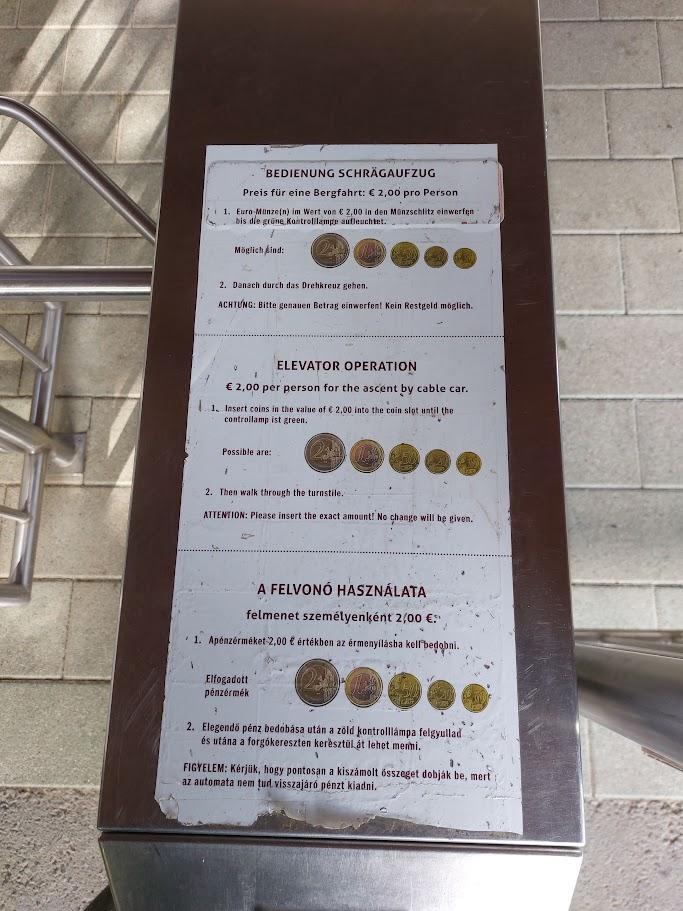 BEDIENUNG SCHRÄGAUFZUG
Preis für eine Bergfahrt: € 2,00 pro Person
1. Euro-Münze(n) im Wert von € 2,00 in den Münzschlitz einwerfen
bis die grüne Kontrolllampe aufleuchtet.
Möglich sind:
2. Danach durch das Drehkreuz gehen.
ACHTUNG: Bitte genauen Betrag einwerfen! Kein Restgeld möglich.
ELEVATOR OPERATION
€ 2,00 per person for the ascent by cable car.
1. Insert coins in the value of € 2,00 into the coin slot until the
controllamp ist green.
Possible are:
2. Then walk through the turnstile.
ATTENTION: Please insert the exact amount! No change will be given.
A FELVONÓ HASZNÁLATA
felmenet személyenként 2,00 €.
1. Apénzérméket 2,00 € értékben az érmenyílásba kell bedobni.
Elfogadott
pénzérmék
2. Elegendő pénz bedobása után a zöld kontrolllámpa felgyullad
és utána a forgókereszten keresztül át lehet menni.
FIGYELEM: Kérjük, hogy pontosan a kiszámolt összeget dobják be, mert
az automata nem tud visszajáró pénzt kiadni.